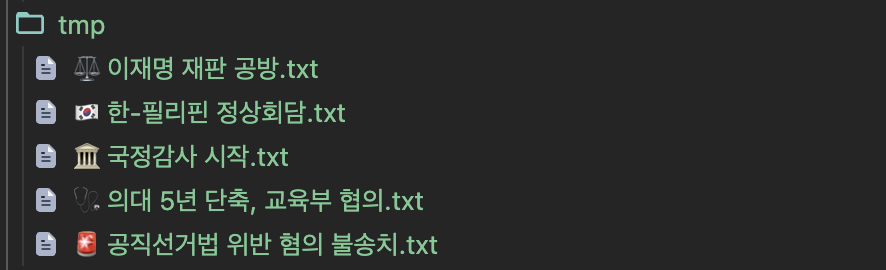 tmp
⚖️ 이재명 재판 공방.txt
🇰🇷 한-필리핀 정상회담.txt
🏛️ 국정감사 시작.txt
🩺 의대 5년 단축, 교육부 협의.txt
🚨 공직선거법 위반 혐의 불송치.txt